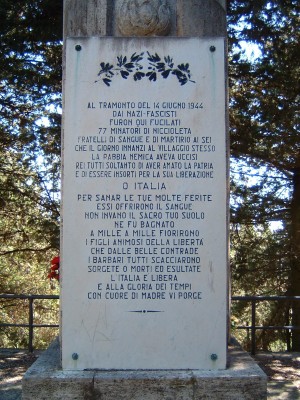 AL TRAMONTO DEL 14 GIUGNO 1944
DAI NAZI-FASCISTI
FURON QUI FUCILATI
77 MINATORI DI NICCIOLETA
FRATELLI DI SANGUE E DI MARTIRIO AI SEI
CHE IL GIORNO INNANZI AL VILLAGGIO STESSO
LA RABBIA NEMICA AVEVA UCCISI
REI TUTTI SOLTANTO DI AVER AMATO LA PATRIA
E DI ESSERE INSORTI PER LA SUA LIBERAZIONE
O ITALIA
PER SANAR LE TUE MOLTE FERITE
ESSI OFFRIRONO IL SANGUE
NON INVANO IL SACRO TUO SUOLO
NE FU BAGNATO
A MILLE A MILLE FIORIRONO
I FIGLI ANIMOSI DELLA LIBERTÀ
CHE DALLE BELLE CONTRADE
I BARBARI TUTTI SCACCIARONO
SORGETE O MORTI ED ESULTATE
L ITALIA E LIBERA
E ALLA GLORIA DEI TEMPI
CON CUORE DI MADRE VI PORGE